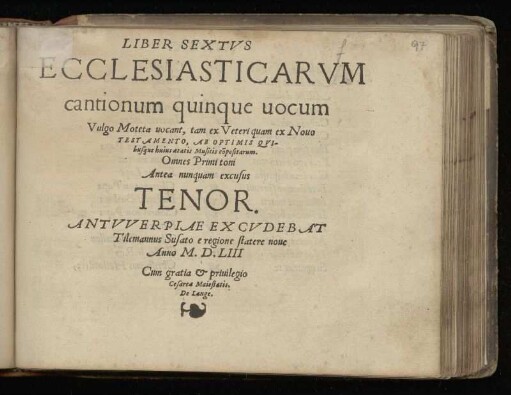 LIBER SEXTVS
ECCLESIASTICARVM
cantionum quinque uocum
Vulgo Moteta uocant, tam ex Veteri quam ex Nouo
TESTAMENTO, AB OPTIMIS QVI-
busque huius ætatis Musicis cōpositarum.
Omnes Primi toni
Antea nunquam excusus
TENOR.
ANTVVERPIAE EXCVDEBAT
Tilemannus Susato e regione statere noue
Anno M. D. LIII
Cum gratia & priuilegio
Cesareæ Maiestatis.
De Lange.
97